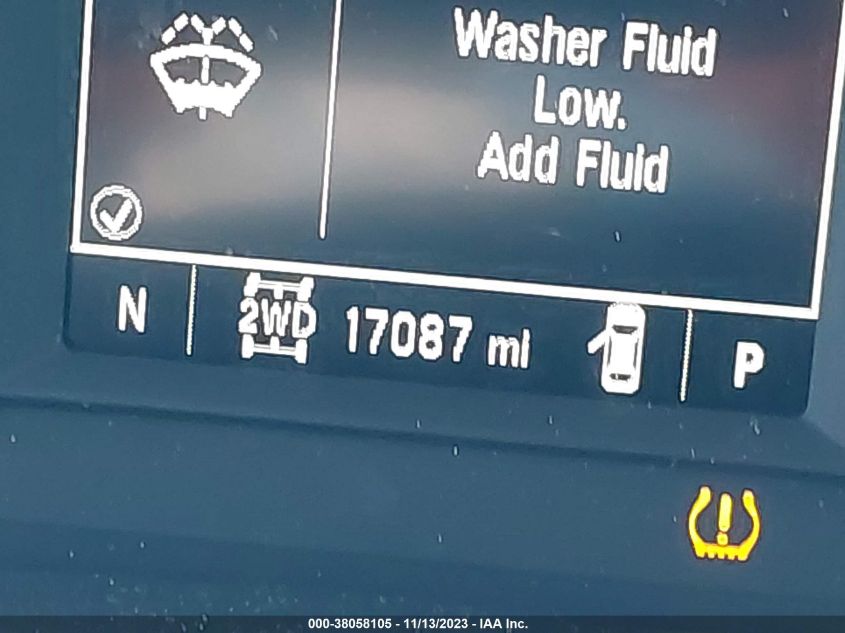 Washer Fluid
Low.
Add Fluid
N 2WD 17087 mi P
000-38058105 - 11/13/2023 - IAA Inc.